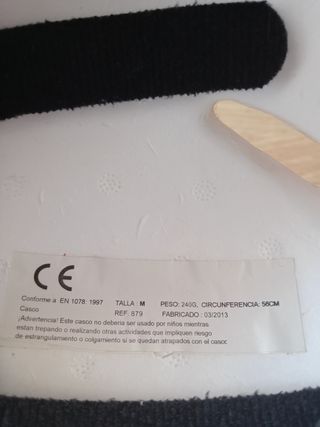 CE
Conforme a EN 1078: 1997 TALLA : M PESO: 240G, CIRCUNFERENCIA: 56CM
Casco REF. 879 FABRICADO : 03/2013
¡Advertencia! Este casco no deberia ser usado por niños mientras
estan trepando o realizando otras actividades que impliquen riesgo
de estrangulamiento o colgamiento si se quedan atrapados con el casco.